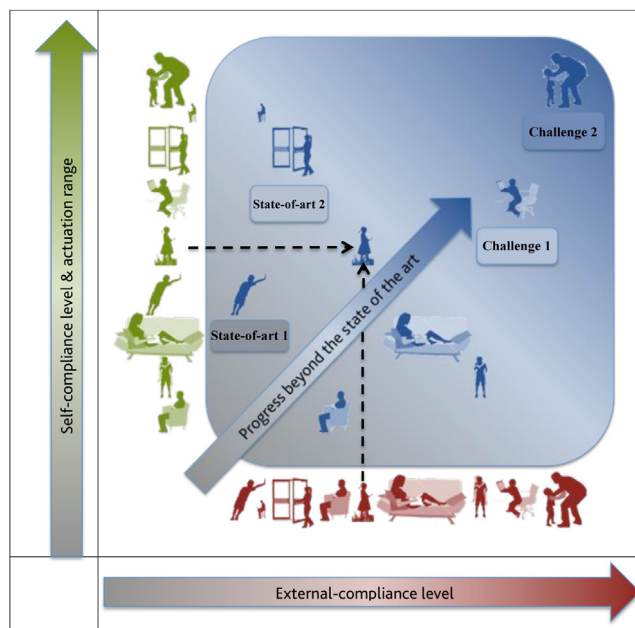 Self-compliance level & actuation range
Challenge 2
State-of-art 2
Challenge 1
State-of-art 1
Progress beyond the state of the art
External-compliance level